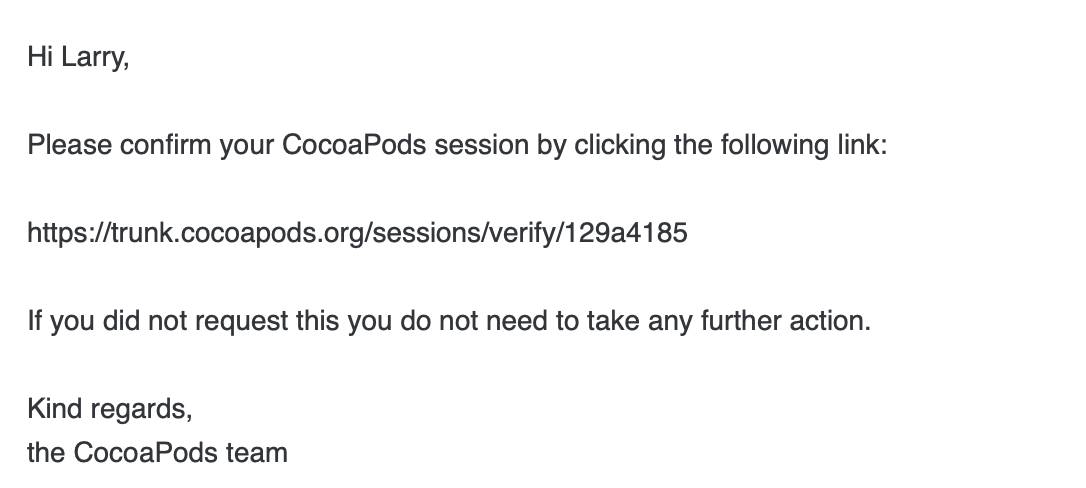 Hi Larry,
Please confirm your CocoaPods session by clicking the following link:
https://trunk.cocoapods.org/sessions/verify/129a4185
If you did not request this you do not need to take any further action.
Kind regards,
the CocoaPods team